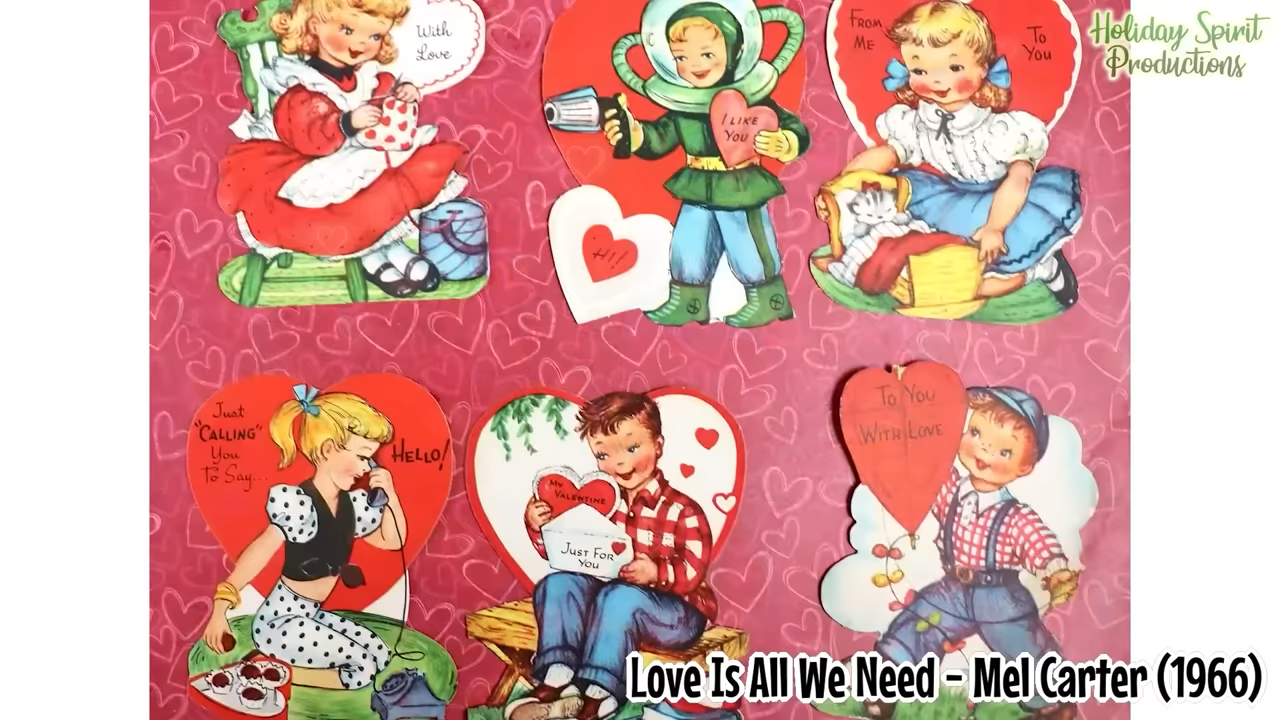 Holiday Spirit
Productions
With
Love
I LIKE
YOU
HI!
FROM
ME
TO
YOU
Just
"CALLING"
You
To Say...
HELLO!
MY
VALENTINE
JUST FOR
YOU
To You
WITH LOVE
Love Is All We Need - Mel Carter (1966)